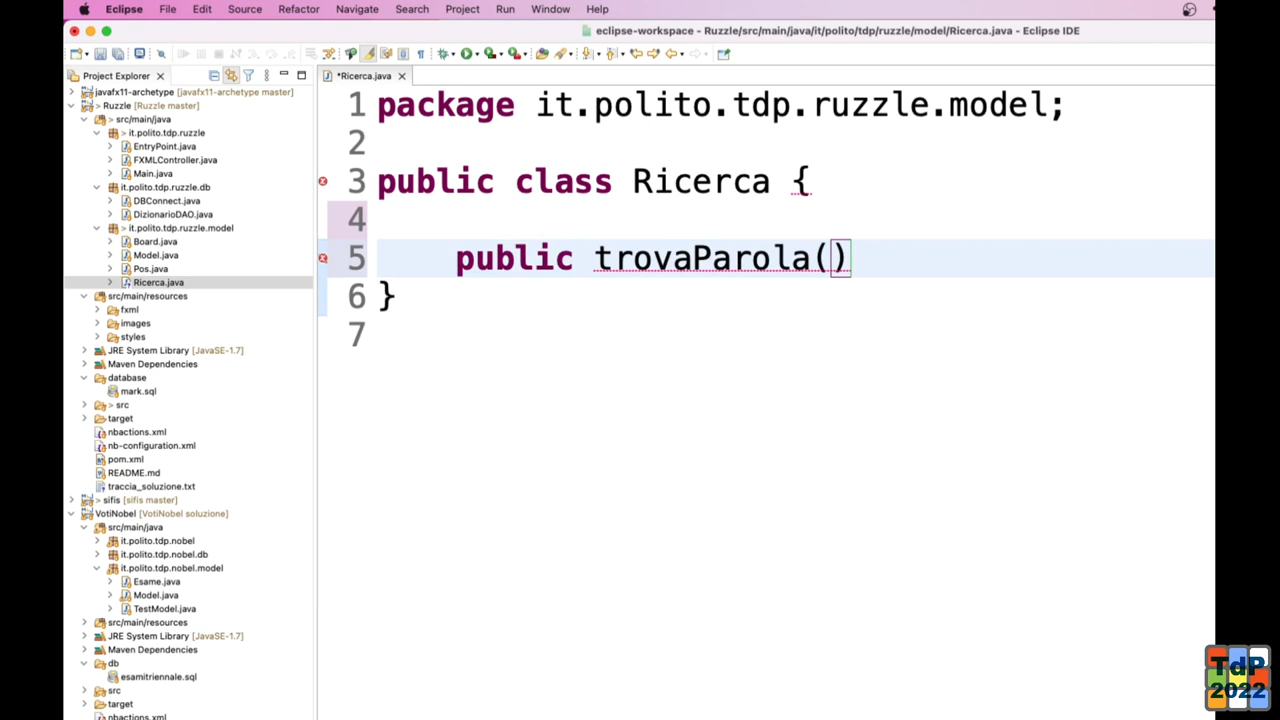 Eclipse File Edit Source Refactor Navigate Search Project Run Window Help
eclipse-workspace - Ruzzle/src/main/java/it/polito/tdp/ruzzle/model/Ricerca.java - Eclipse IDE
Project Explorer
*Ricerca.java
javafx11-archetype [javafx11-archetype master]
Ruzzle [Ruzzle master]
> src/main/java
> it.polito.tdp.ruzzle
EntryPoint.java
FXMLController.java
Main.java
it.polito.tdp.ruzzle.db
DBConnect.java
DizionarioDAO.java
> it.polito.tdp.ruzzle.model
Board.java
Model.java
Pos.java
Ricerca.java
src/main/resources
fxml
images
styles
JRE System Library [JavaSE-1.7]
Maven Dependencies
database
mark.sql
> src
target
nbactions.xml
nb-configuration.xml
pom.xml
README.md
traccia_soluzione.txt
> sifis [sifis master]
VotiNobel [VotiNobel soluzione]
src/main/java
it.polito.tdp.nobel
it.polito.tdp.nobel.db
it.polito.tdp.nobel.model
Esame.java
Model.java
TestModel.java
src/main/resources
JRE System Library [JavaSE-1.7]
Maven Dependencies
db
esamitriennale.sql
src
target
nbactions.xml
1 package it.polito.tdp.ruzzle.model;
2
3 public class Ricerca {
4
5 public trovaParola()
6 }
7
TdP
2022